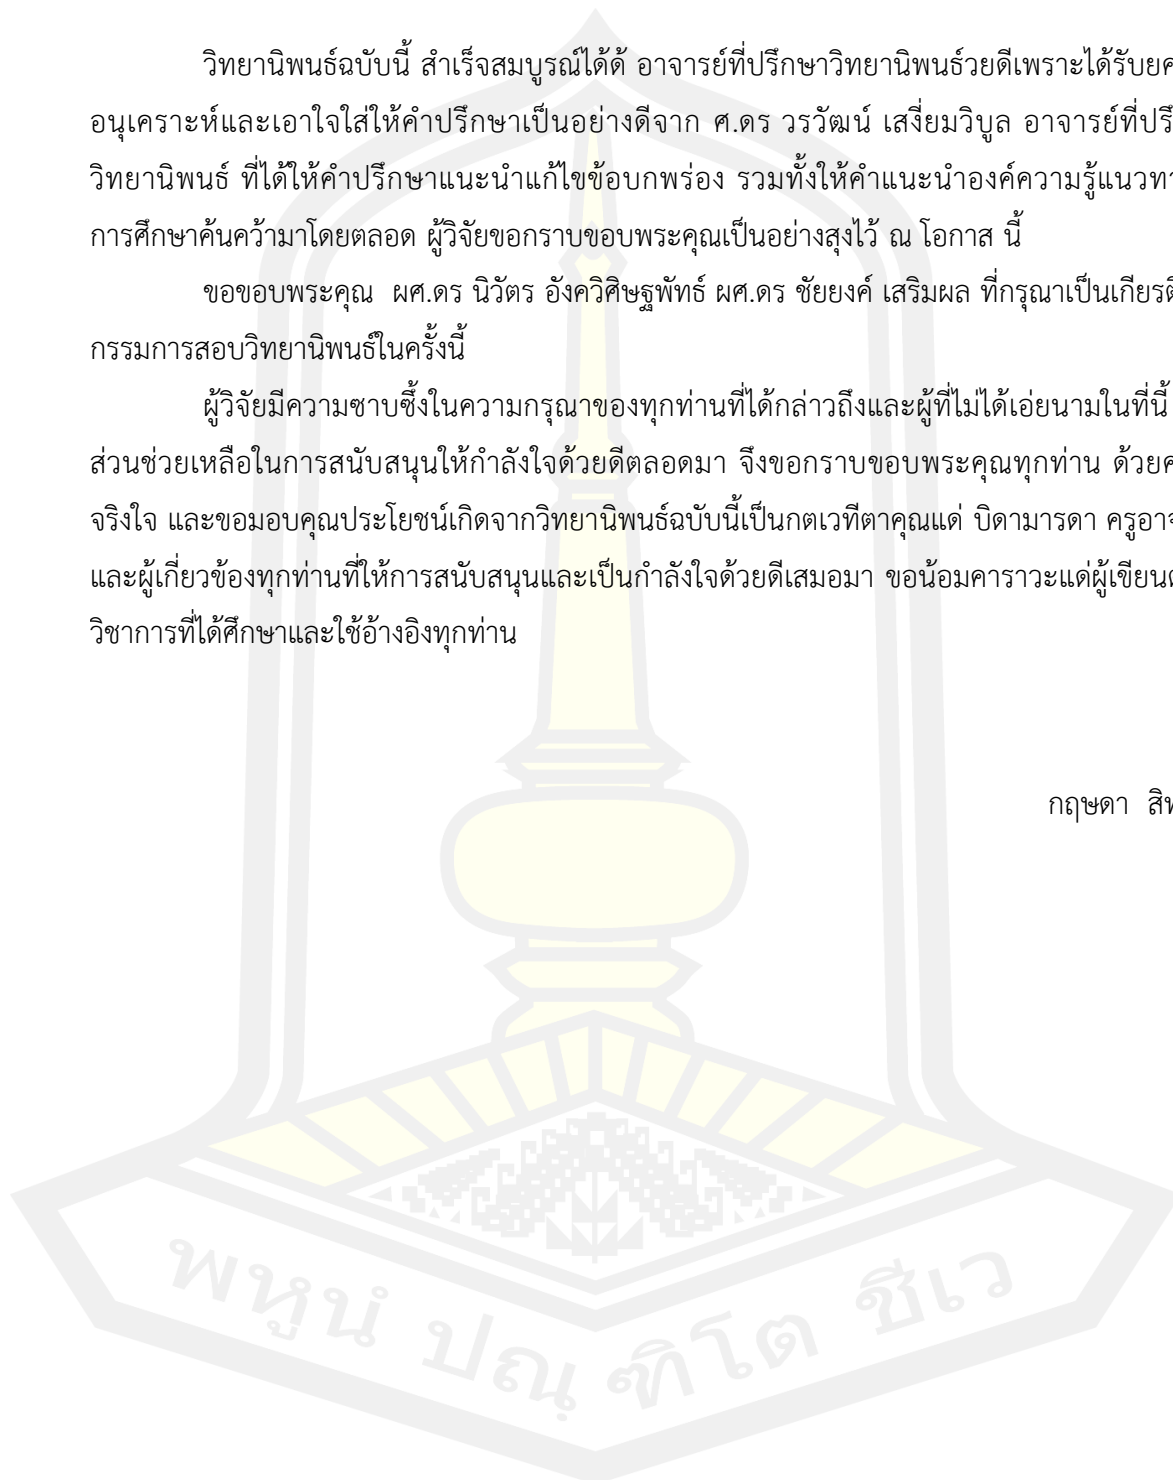 วิทยานิพนธ์ฉบับนี้ สำเร็จสมบูรณ์ได้ด้ อาจารย์ที่ปรึกษาวิทยานิพนธ์วยดีเพราะได้รับยค
อนุเคราะห์และเอาใจใส่ให้คำปรึกษาเป็นอย่างดีจาก ศ.ดร วรวัฒน์ เสงี่ยมวิบูล อาจารย์ที่ปรึ
วิทยานิพนธ์ ที่ได้ให้คำปรึกษาแนะนำแก้ไขข้อบกพร่อง รวมทั้งให้คำแนะนำองค์ความรู้แนวทา
การศึกษาค้นคว้ามาโดยตลอด ผู้วิจัยขอกราบขอบพระคุณเป็นอย่างสุงไว้ ณ โอกาส นี้
ขอขอบพระคุณ ผศ.ดร นิวัตร อังควิศิษฐพัทธ์ ผศ.ดร ชัยยงค์ เสริมผล ที่กรุณาเป็นเกียรติ
กรรมการสอบวิทยานิพนธ์ในครั้งนี้
ผู้วิจัยมีความซาบซึ้งในความกรุณาของทุกท่านที่ได้กล่าวถึงและผู้ที่ไม่ได้เอ่ยนามในที่นี้
ส่วนช่วยเหลือในการสนับสนุนให้กำลังใจด้วยดีตลอดมา จึงขอกราบขอบพระคุณทุกท่าน ด้วยค
จริงใจ และขอมอบคุณประโยชน์เกิดจากวิทยานิพนธ์ฉบับนี้เป็นกตเวทีตาคุณแด่ บิดามารดา ครูอาจ
และผู้เกี่ยวข้องทุกท่านที่ให้การสนับสนุนและเป็นกำลังใจด้วยดีเสมอมา ขอน้อมคาราวะแด่ผู้เขียนต
วิชาการที่ได้ศึกษาและใช้อ้างอิงทุกท่าน
กฤษดา สิท
พหูนํ ปณฺฑิโต ชีเว